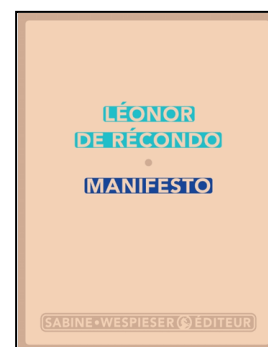 LÉONOR
DE RÉCONDO
•
MANIFESTO
SABINE•WESPIESER ÉDITEUR